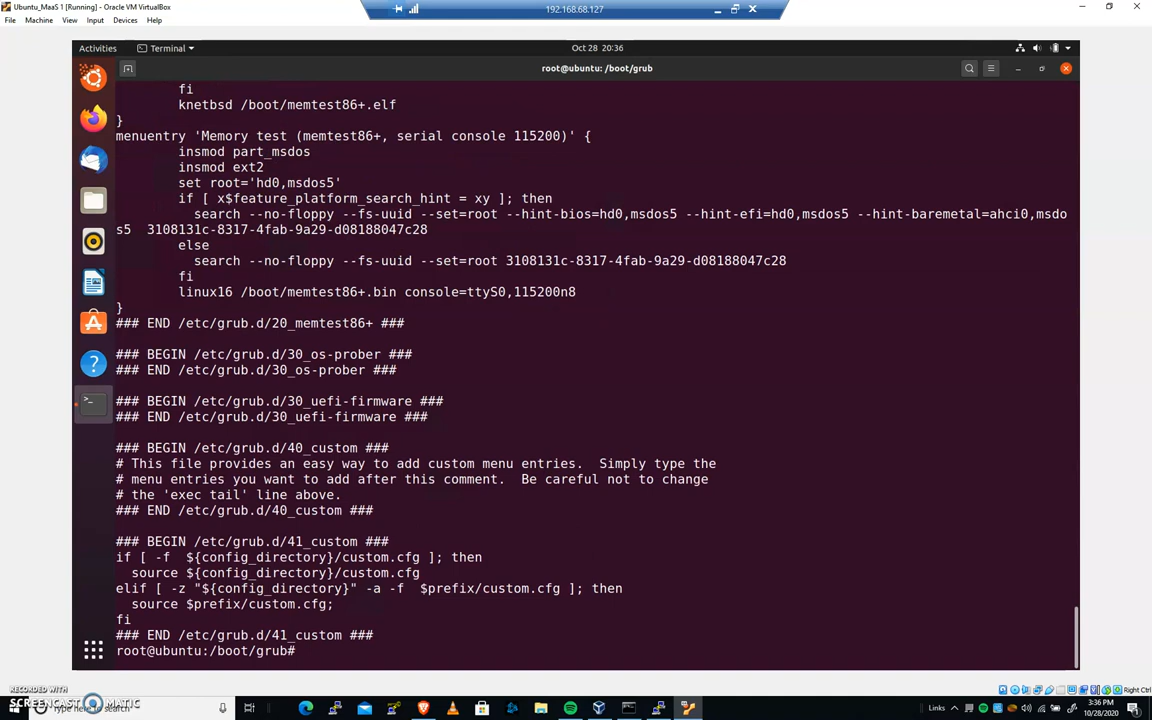 Ubuntu_MaaS 1 [Running] - Oracle VM VirtualBox
192.168.68.127
File Machine View Input Devices Help
Activities Terminal Oct 28 20:36
root@ubuntu: /boot/grub
fi
knetbsd /boot/memtest86+.elf
}
menuentry 'Memory test (memtest86+, serial console 115200)' {
insmod part_msdos
insmod ext2
set root='hd0,msdos5'
if [ x$feature_platform_search_hint = xy ]; then
search --no-floppy --fs-uuid --set=root --hint-bios=hd0,msdos5 --hint-efi=hd0,msdos5 --hint-baremetal=ahci0,msdo
s5  3108131c-8317-4fab-9a29-d08188047c28
else
search --no-floppy --fs-uuid --set=root 3108131c-8317-4fab-9a29-d08188047c28
fi
linux16 /boot/memtest86+.bin console=ttyS0,115200n8
}
### END /etc/grub.d/20_memtest86+ ###
### BEGIN /etc/grub.d/30_os-prober ###
### END /etc/grub.d/30_os-prober ###
### BEGIN /etc/grub.d/30_uefi-firmware ###
### END /etc/grub.d/30_uefi-firmware ###
### BEGIN /etc/grub.d/40_custom ###
# This file provides an easy way to add custom menu entries.  Simply type the
# menu entries you want to add after this comment.  Be careful not to change
# the 'exec tail' line above.
### END /etc/grub.d/40_custom ###
### BEGIN /etc/grub.d/41_custom ###
if [ -f  ${config_directory}/custom.cfg ]; then
source ${config_directory}/custom.cfg
elif [ -z "${config_directory}" -a -f  $prefix/custom.cfg ]; then
source $prefix/custom.cfg;
fi
### END /etc/grub.d/41_custom ###
root@ubuntu:/boot/grub#
Right Ctrl
RECORDED WITH
SCREENCAST MATIC
Type here to search
Links
3:36 PM
10/28/2020